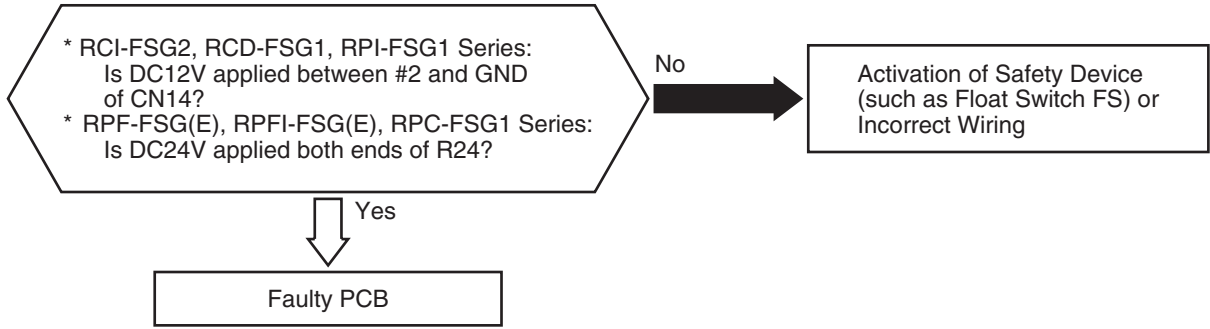 * RCI-FSG2, RCD-FSG1, RPI-FSG1 Series:
Is DC12V applied between #2 and GND
of CN14?
* RPF-FSG(E), RPFI-FSG(E), RPC-FSG1 Series:
Is DC24V applied both ends of R24?
No
Activation of Safety Device
(such as Float Switch FS) or
Incorrect Wiring
Yes
Faulty PCB